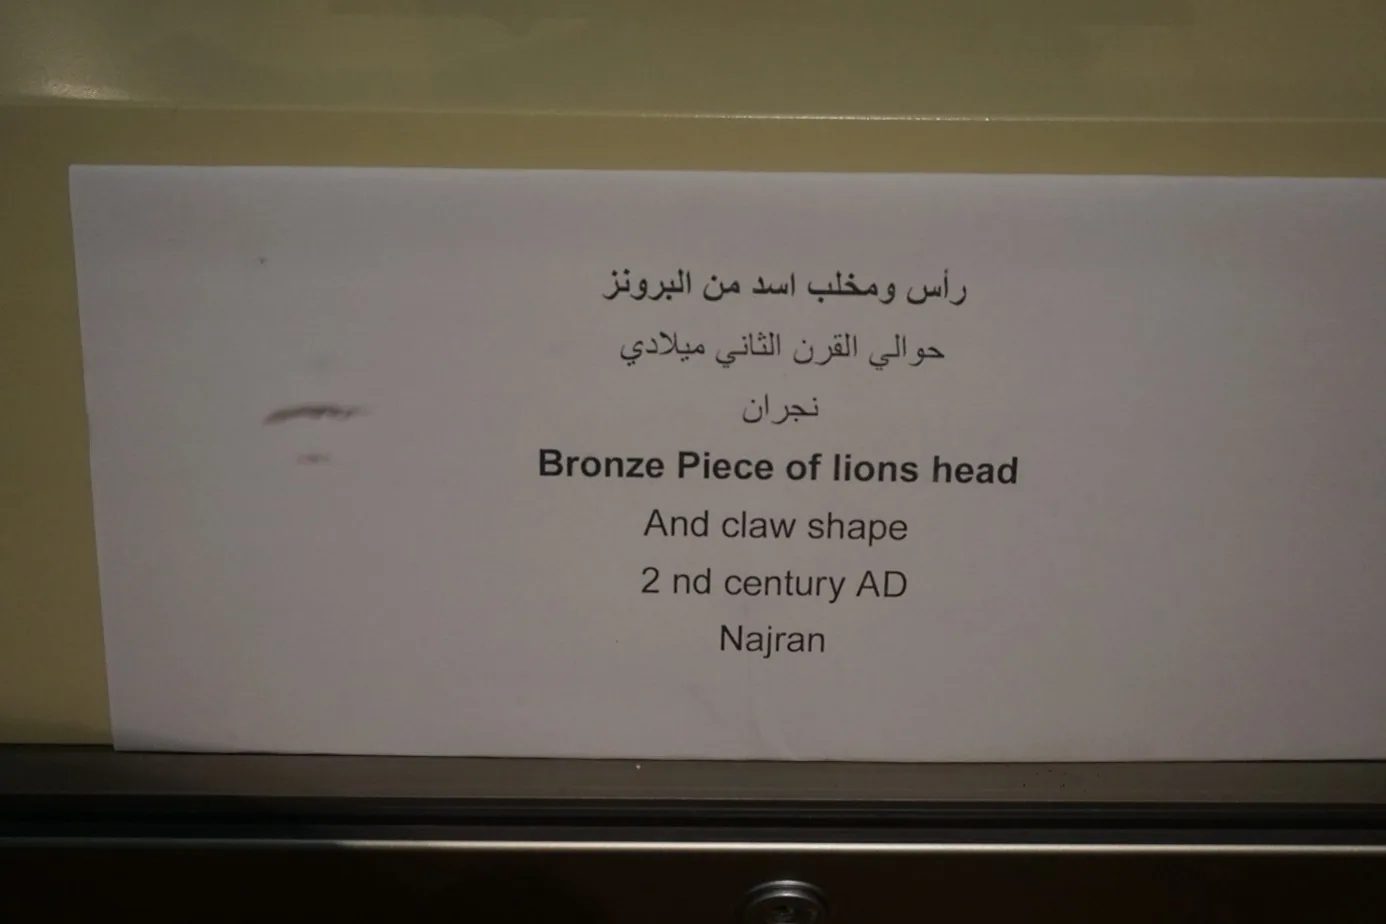 رأس ومخلب اسد من البرونز
حوالي القرن الثاني ميلادي
نجران
Bronze Piece of lions head
And claw shape
2 nd century AD
Najran